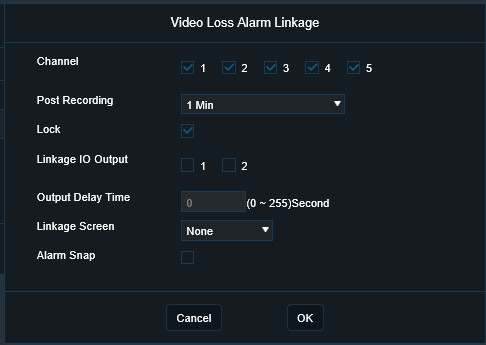 Video Loss Alarm Linkage
Channel 1 2 3 4 5
Post Recording 1 Min
Lock
Linkage IO Output 1 2
Output Delay Time 0 (0 ~ 255)Second
Linkage Screen None
Alarm Snap
Cancel OK